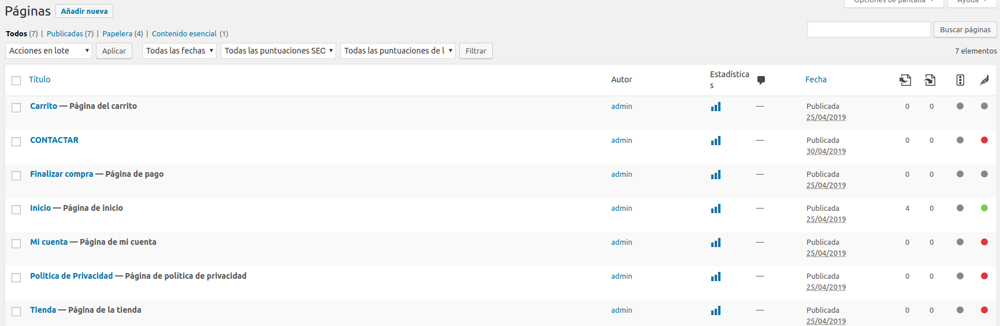 Opciones de pantalla Ayuda
Páginas Añadir nueva
Todos (7) | Publicadas (7) | Papelera (4) | Contenido esencial (1)
Buscar páginas
Acciones en lote Aplicar Todas las fechas Todas las puntuaciones SEO Todas las puntuaciones de l Filtrar 7 elementos
Título Autor Estadística
s Fecha
Carrito — Página del carrito admin — Publicada 0 0
25/04/2019
CONTACTAR admin — Publicada 0 0
30/04/2019
Finalizar compra — Página de pago admin — Publicada 0 0
25/04/2019
Inicio — Página de inicio admin — Publicada 4 0
25/04/2019
Mi cuenta — Página de mi cuenta admin — Publicada 0 0
25/04/2019
Politica de Privacidad — Página de política de privacidad admin — Publicada 0 0
25/04/2019
Tienda — Página de la tienda admin — Publicada 0 0
25/04/2019